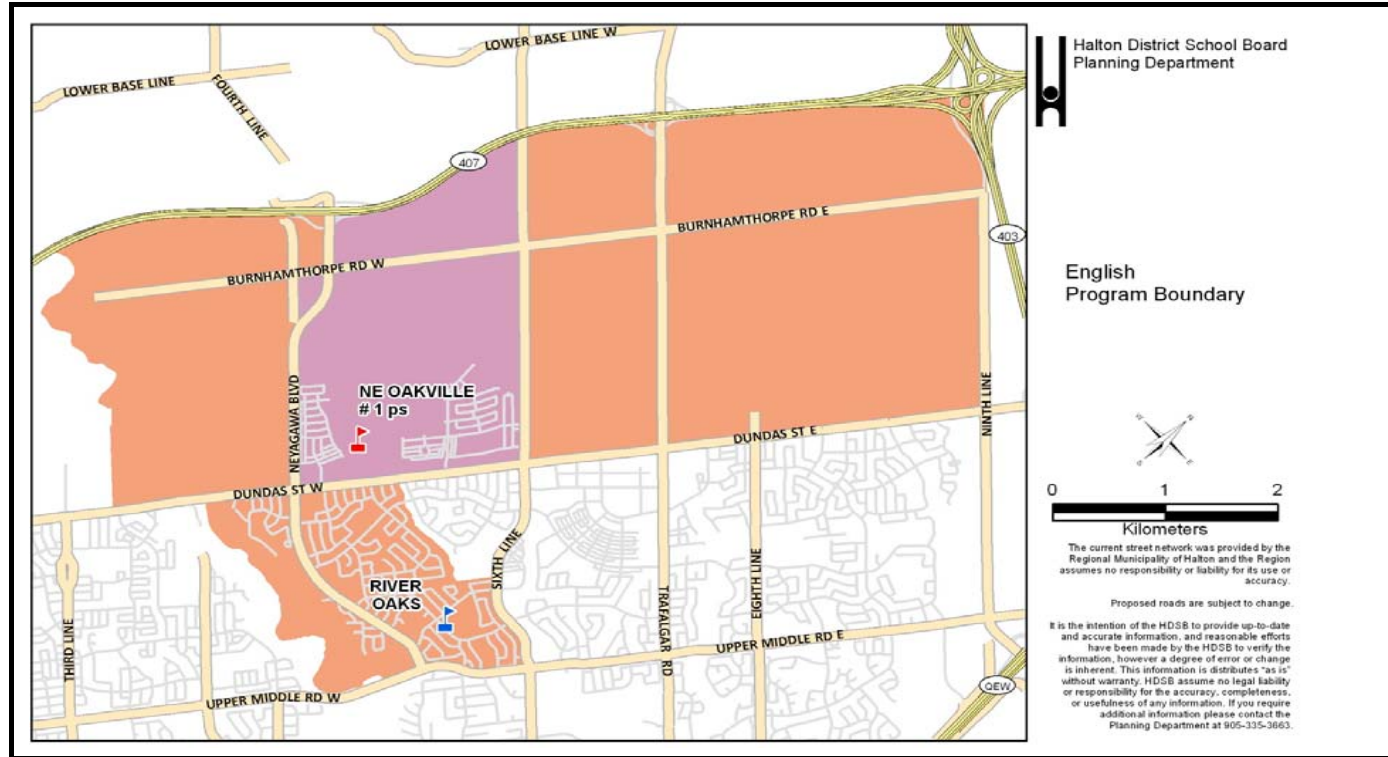 LOWER BASE LINE W
LOWER BASE LINE
FOURTH LINE
407
BURNHAMTHORPE RD E
403
BURNHAMTHORPE RD W
NEYAGAWA BLVD
NE OAKVILLE
# 1 ps
NINTH LINE
DUNDAS ST E
DUNDAS ST W
SIXTH LINE
RIVER
OAKS
EIGHTH LINE
TRAFALGAR RD
THIRD LINE
UPPER MIDDLE RD E
UPPER MIDDLE RD W
QEW
Halton District School Board
Planning Department
English
Program Boundary
W N
S E
0 1 2
Kilometers
The current street network was provided by the
Regional Municipality of Halton and the Region
assumes no responsibility or liability for its use or
accuracy.
Proposed roads are subject to change.
It is the intention of the HDSB to provide up-to-date
and accurate information, and reasonable efforts
have been made by the HDSB to verify the
information, however a degree of error or change
is inherent. This information is distributes "as is"
without warranty. HDSB assume no legal liability
or responsibility for the accuracy, completeness,
or usefulness of any information. If you require
additional information please contact the
Planning Department at 905-335-3663.